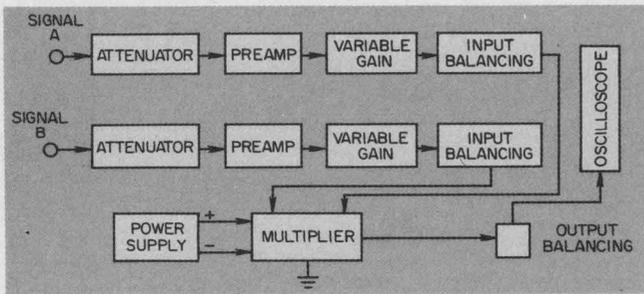 SIGNAL
A
ATTENUATOR
PREAMP
VARIABLE
GAIN
INPUT
BALANCING
OSCILLOSCOPE
SIGNAL
B
ATTENUATOR
PREAMP
VARIABLE
GAIN
INPUT
BALANCING
POWER
SUPPLY
+
−
MULTIPLIER
OUTPUT
BALANCING